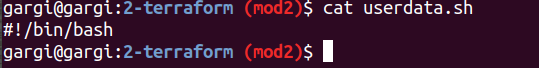 gargi@gargi:2-terraform (mod2)$ cat userdata.sh
#!/bin/bash
gargi@gargi:2-terraform (mod2)$